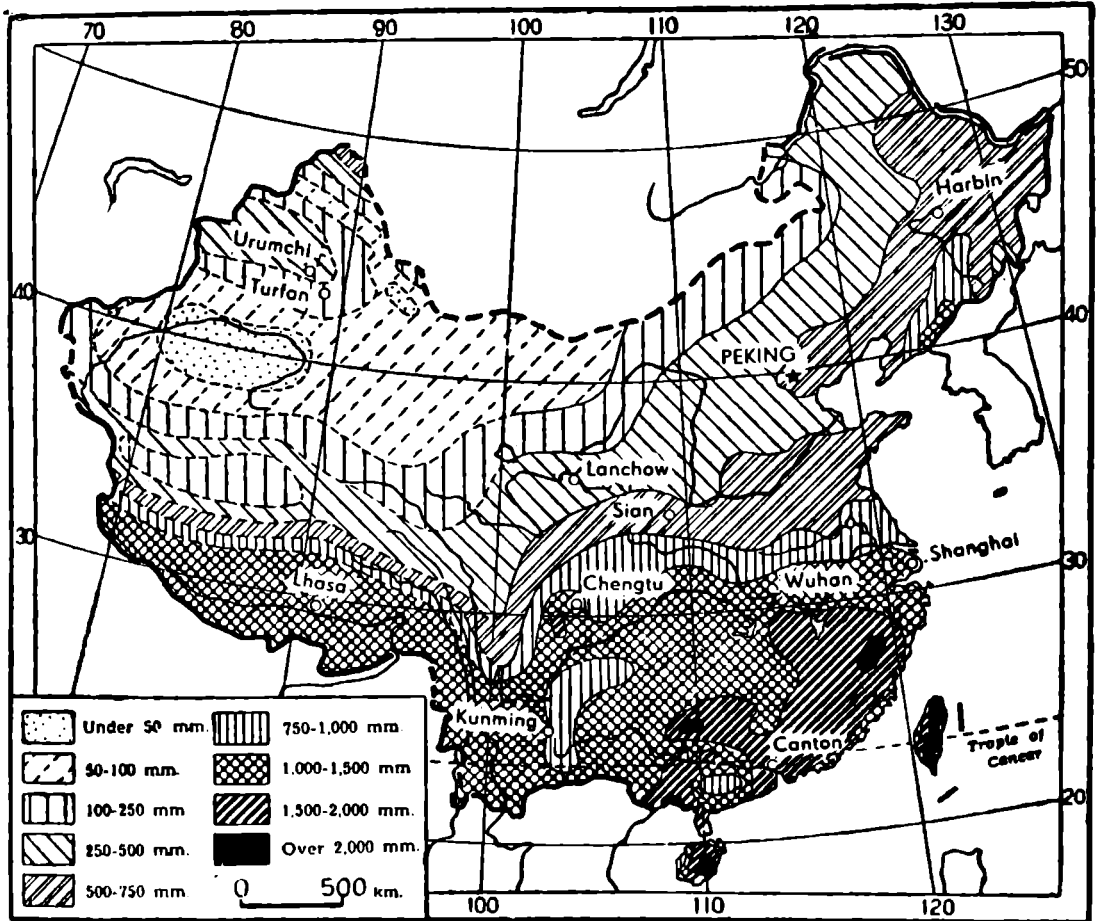 70 80 90 100 110 120 130
50
Harbin
Urumchi
Turfan
40
40
PEKING
Lanchow
Sian
30
Shanghai
Chengtu
Wuhan
30
Lhasa
Kunming
Canton
Tropic of
Cancer
20
Under 50 mm.
50-100 mm.
100-250 mm
250-500 mm.
500-750 mm
750-1,000 mm.
1,000-1,500 mm.
1,500-2,000 mm.
Over 2,000 mm.
0 500 KM.
100 110 120